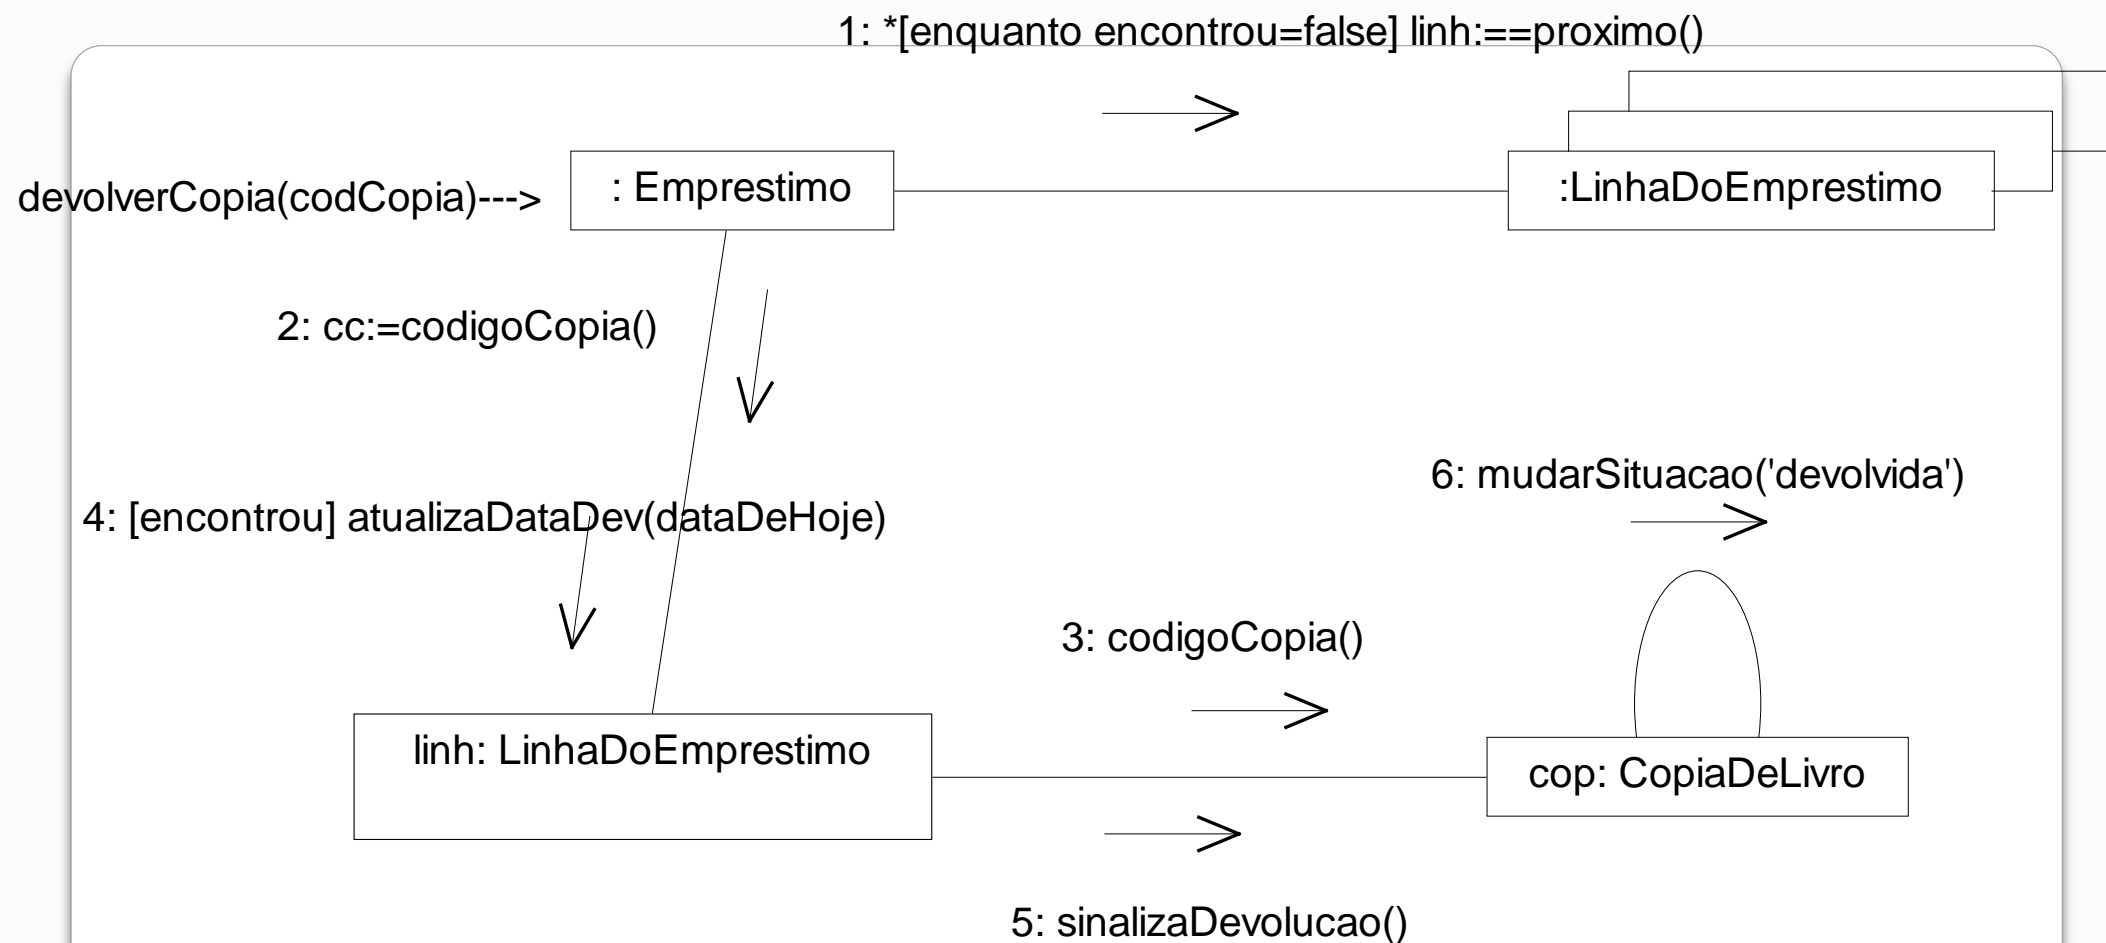 1: *[enquanto encontrou=false] linh:==proximo()
devolverCopia(codCopia)--->
: Emprestimo
:LinhaDoEmprestimo
2: cc:=codigoCopia()
6: mudarSituacao('devolvida')
4: [encontrou] atualizaDataDev(dataDeHoje)
3: codigoCopia()
linh: LinhaDoEmprestimo
cop: CopiaDeLivro
5: sinalizaDevolucao()